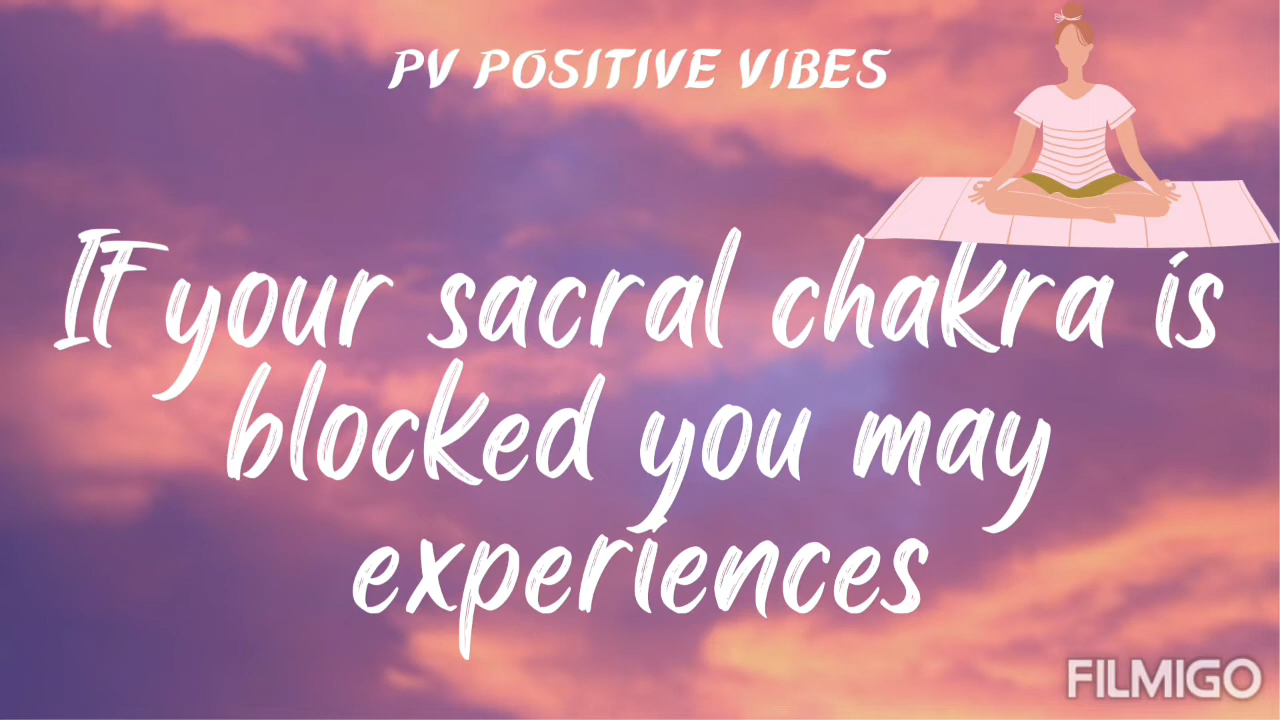 PV POSITIVE VIBES
If your sacral chakra is
blocked you may
experiences
FILMIGO